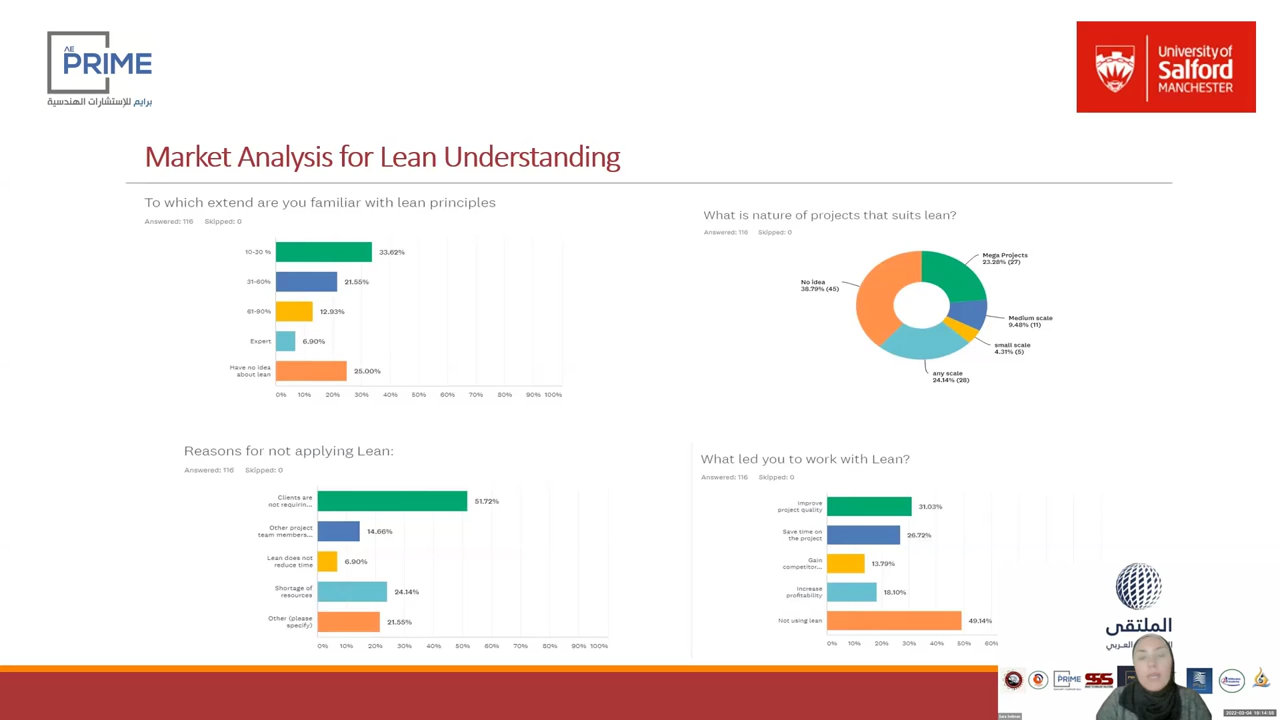 AE
PRIME
برايم للإستشارات الهندسية
University of
Salford
MANCHESTER
Market Analysis for Lean Understanding
To which extend are you familiar with lean principles
Answered: 116 Skipped: 0
10-30 %
33.62%
31-60%
21.55%
61-90%
12.93%
Expert
6.90%
Have no idea
about lean
25.00%
0% 10% 20% 30% 40% 50% 60% 70% 80% 90% 100%
What is nature of projects that suits lean?
Answered: 116 Skipped: 0
Mega Projects
23.28% (27)
No idea
38.79% (45)
Medium scale
9.48% (11)
small scale
4.31% (5)
any scale
24.14% (28)
Reasons for not applying Lean:
Answered: 116 Skipped: 0
Clients are
not requirin...
51.72%
Other project
team members...
14.66%
Lean does not
reduce time
6.90%
Shortage of
resources
24.14%
Other (please
specify)
21.55%
0% 10% 20% 30% 40% 50% 60% 70% 80% 90% 100%
What led you to work with Lean?
Answered: 116 Skipped: 0
Improve
project quality
31.03%
Save time on
the project
26.72%
Gain
competitor...
13.79%
Increase
profitability
18.10%
Not using lean
49.14%
0% 10% 20% 30% 40% 50% 60%
الملتقى
العربي
PRIME
SSS